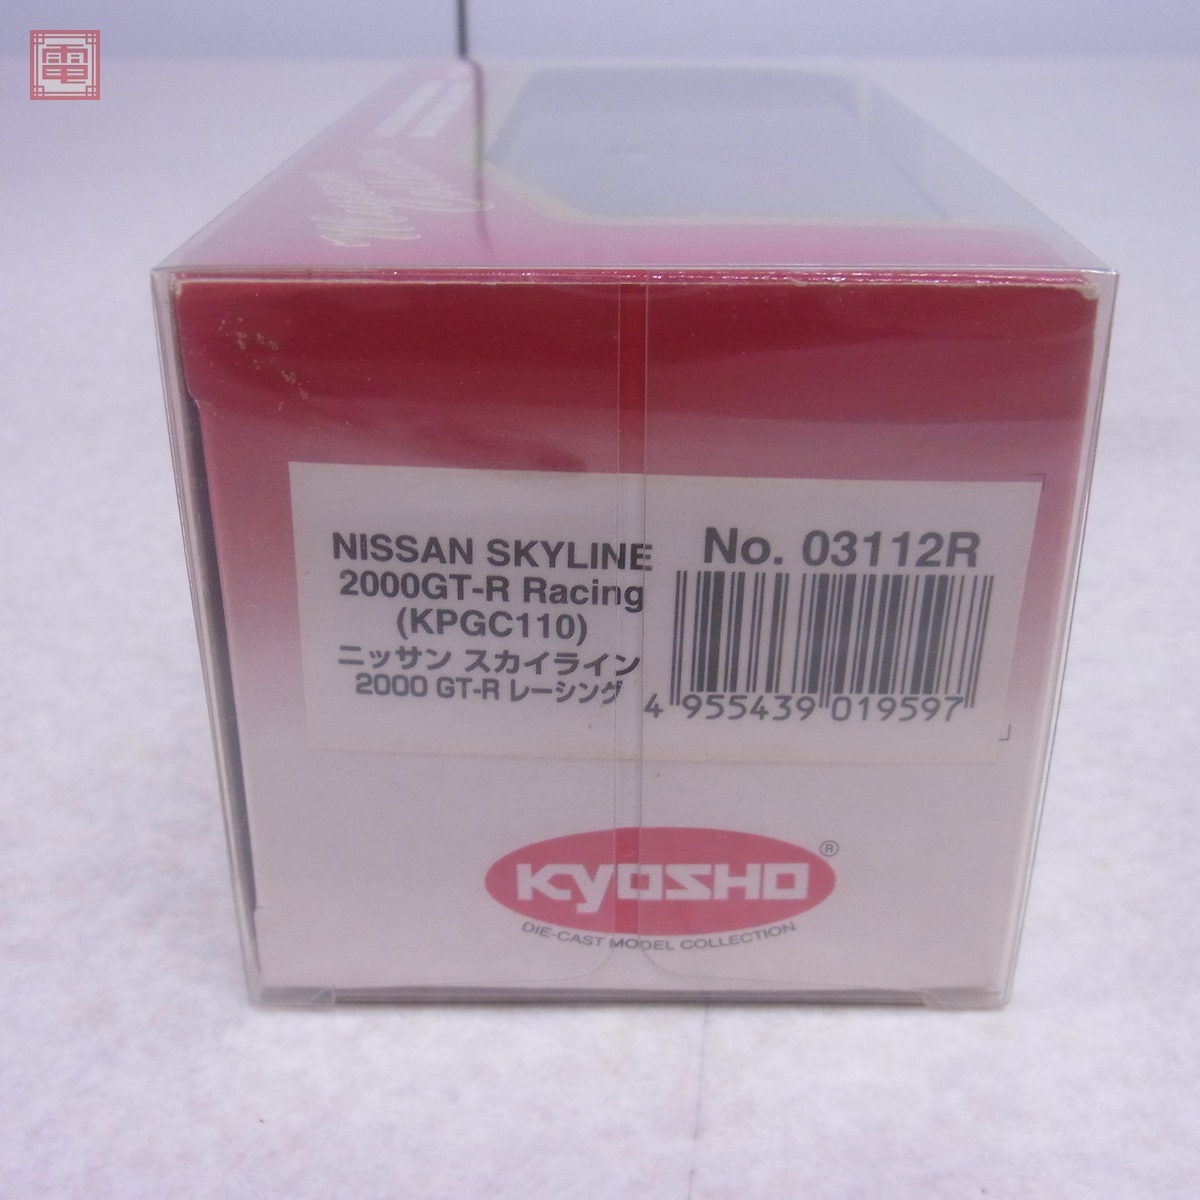 電
NISSAN SKYLINE
2000GT-R Racing
(KPGC110)
ニッサン スカイライン
2000 GT-R レーシング
No. 03112R
4 955439 019597
KYOSHO ®
DIE-CAST MODEL COLLECTION